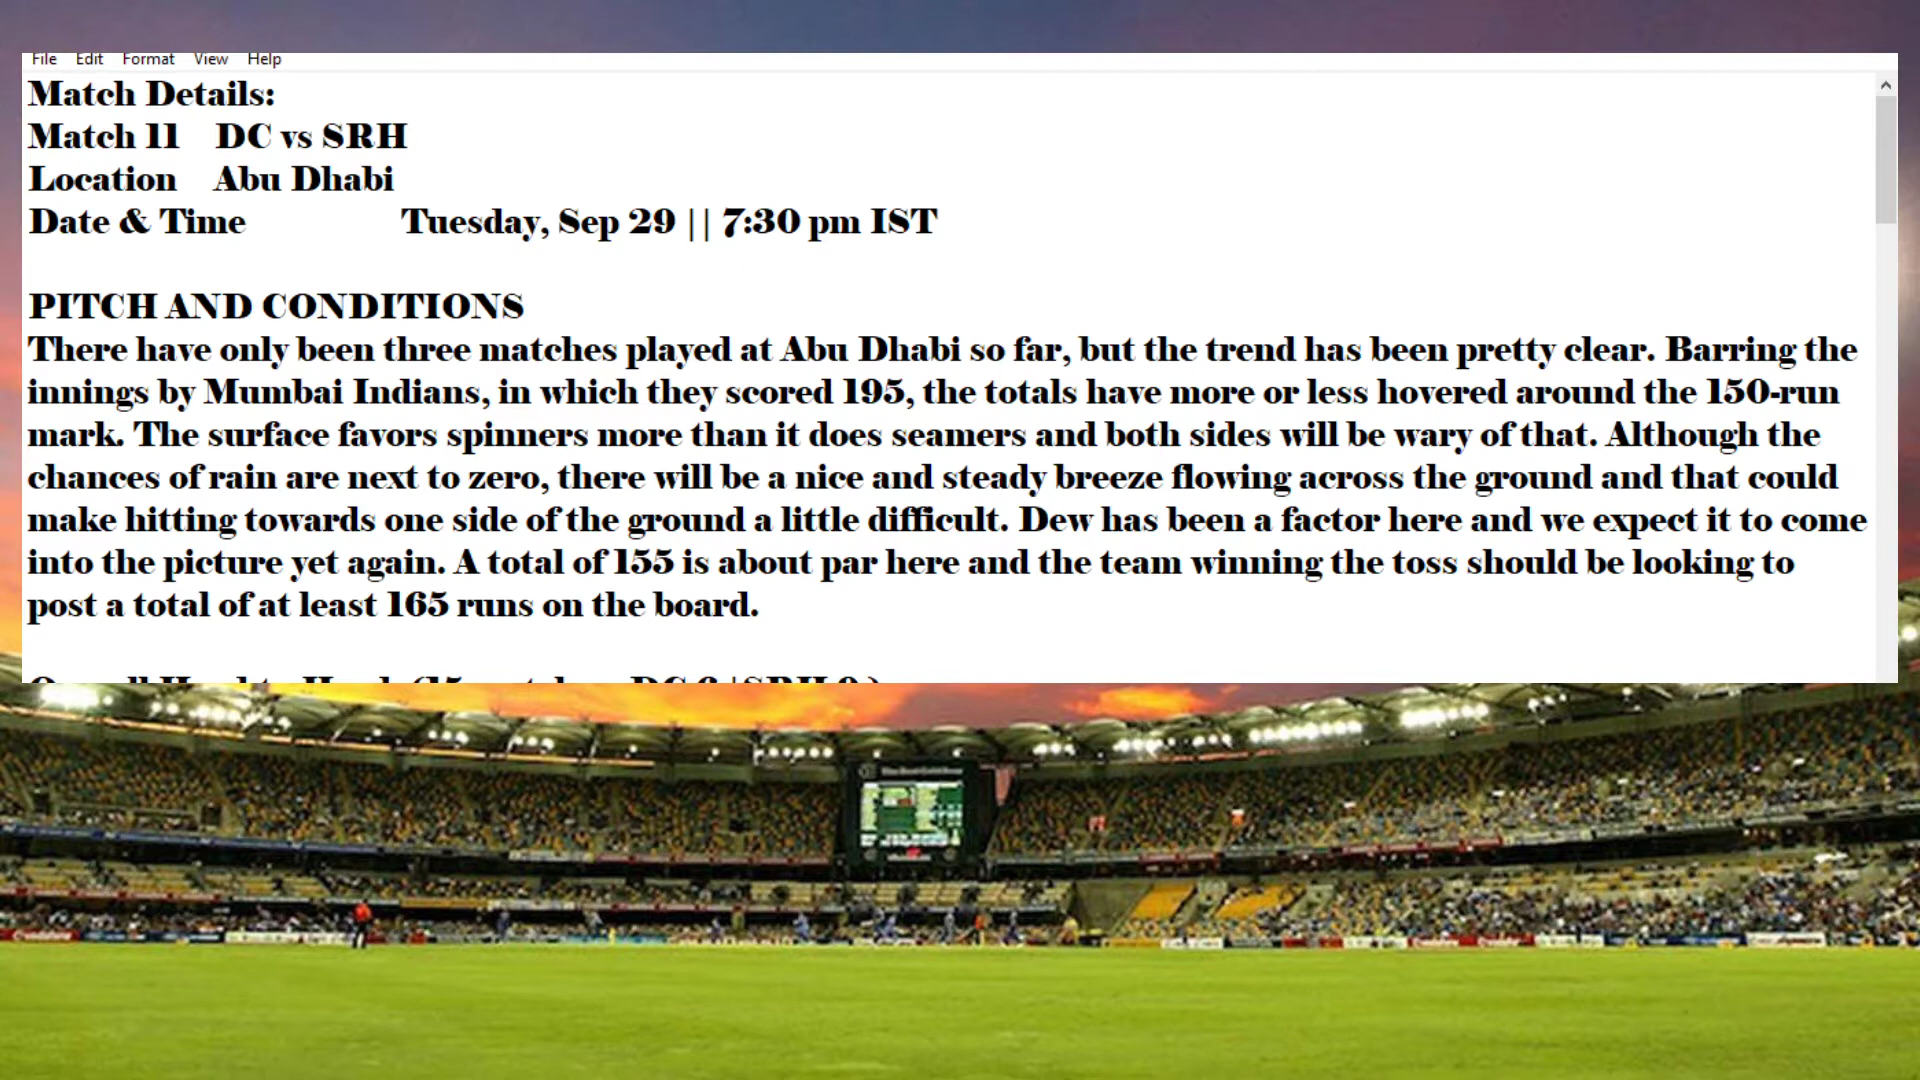 File Edit Format View Help
Match Details:
Match 11 DC vs SRH
Location Abu Dhabi
Date & Time Tuesday, Sep 29 || 7:30 pm IST
PITCH AND CONDITIONS
There have only been three matches played at Abu Dhabi so far, but the trend has been pretty clear. Barring the
innings by Mumbai Indians, in which they scored 195, the totals have more or less hovered around the 150-run
mark. The surface favors spinners more than it does seamers and both sides will be wary of that. Although the
chances of rain are next to zero, there will be a nice and steady breeze flowing across the ground and that could
make hitting towards one side of the ground a little difficult. Dew has been a factor here and we expect it to come
into the picture yet again. A total of 155 is about par here and the team winning the toss should be looking to
post a total of at least 165 runs on the board.